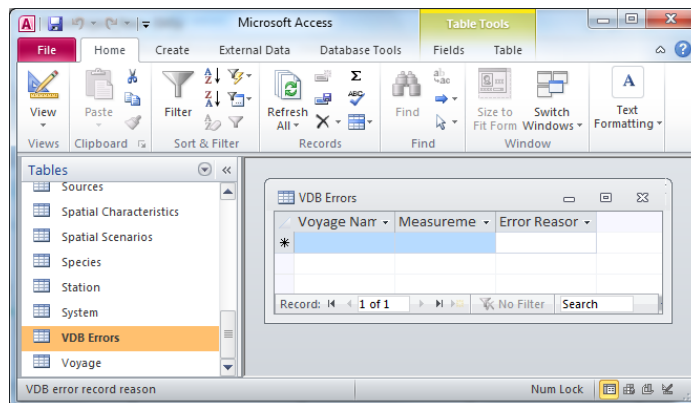 Microsoft Access
Table Tools
File Home Create External Data Database Tools Fields Table
View
Paste
Filter
Refresh All
Find
Size to Fit Form
Switch Windows
Text Formatting
Views Clipboard Sort & Filter Records Find Window
Tables
Sources
Spatial Characteristics
Spatial Scenarios
Species
Station
System
VDB Errors
Voyage
VDB Errors
Voyage Nam Measureme Error Reason
Record: 1 of 1 No Filter Search
VDB error record reason
Num Lock